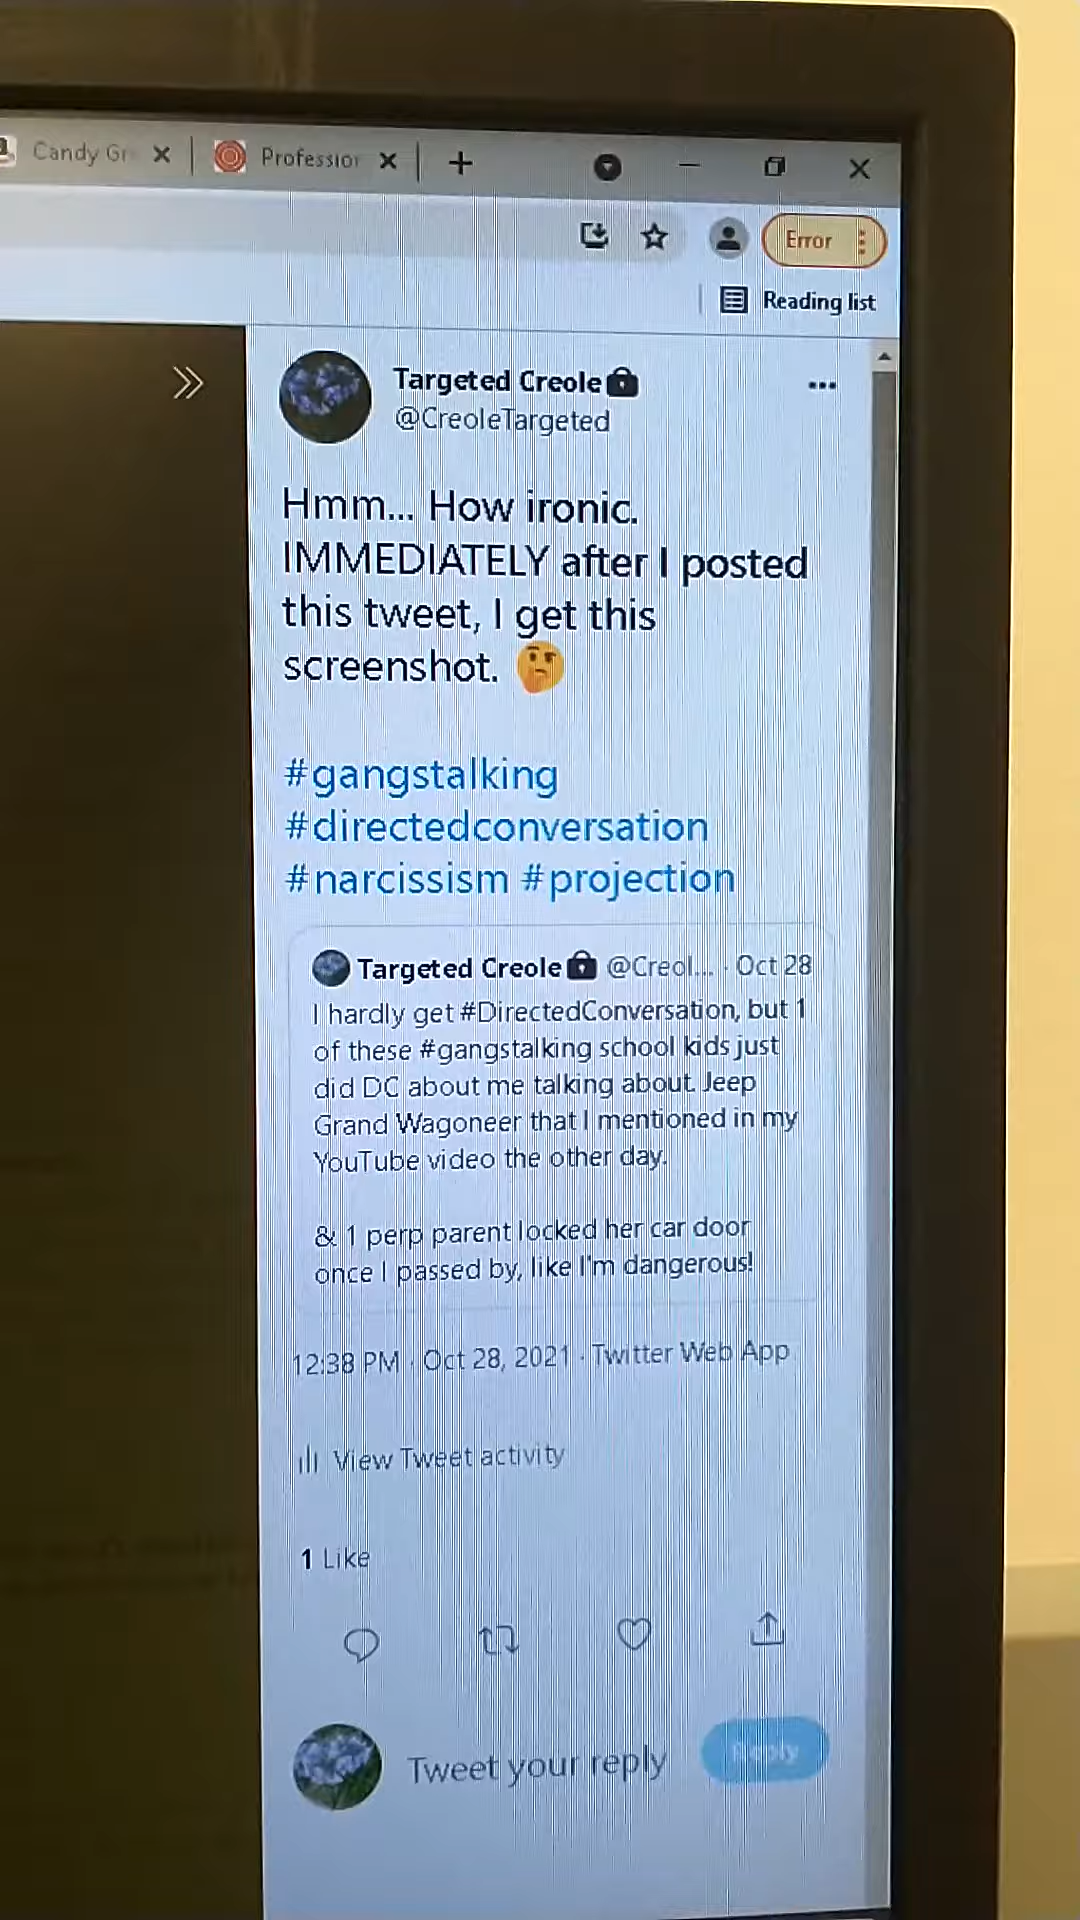 Candy Gr
Profession
Error
Reading list
Targeted Creole
@CreoleTargeted
Hmm... How ironic.
IMMEDIATELY after I posted
this tweet, I get this
screenshot. 🤔
#gangstalking
#directedconversation
#narcissism #projection
Targeted Creole @Creol... · Oct 28
I hardly get #DirectedConversation, but 1
of these #gangstalking school kids just
did DC about me talking about. Jeep
Grand Wagoneer that I mentioned in my
YouTube video the other day.
& 1 perp parent locked her car door
once I passed by, like I'm dangerous!
12:38 PM · Oct 28, 2021 · Twitter Web App
View Tweet activity
1 Like
Tweet your reply
Reply